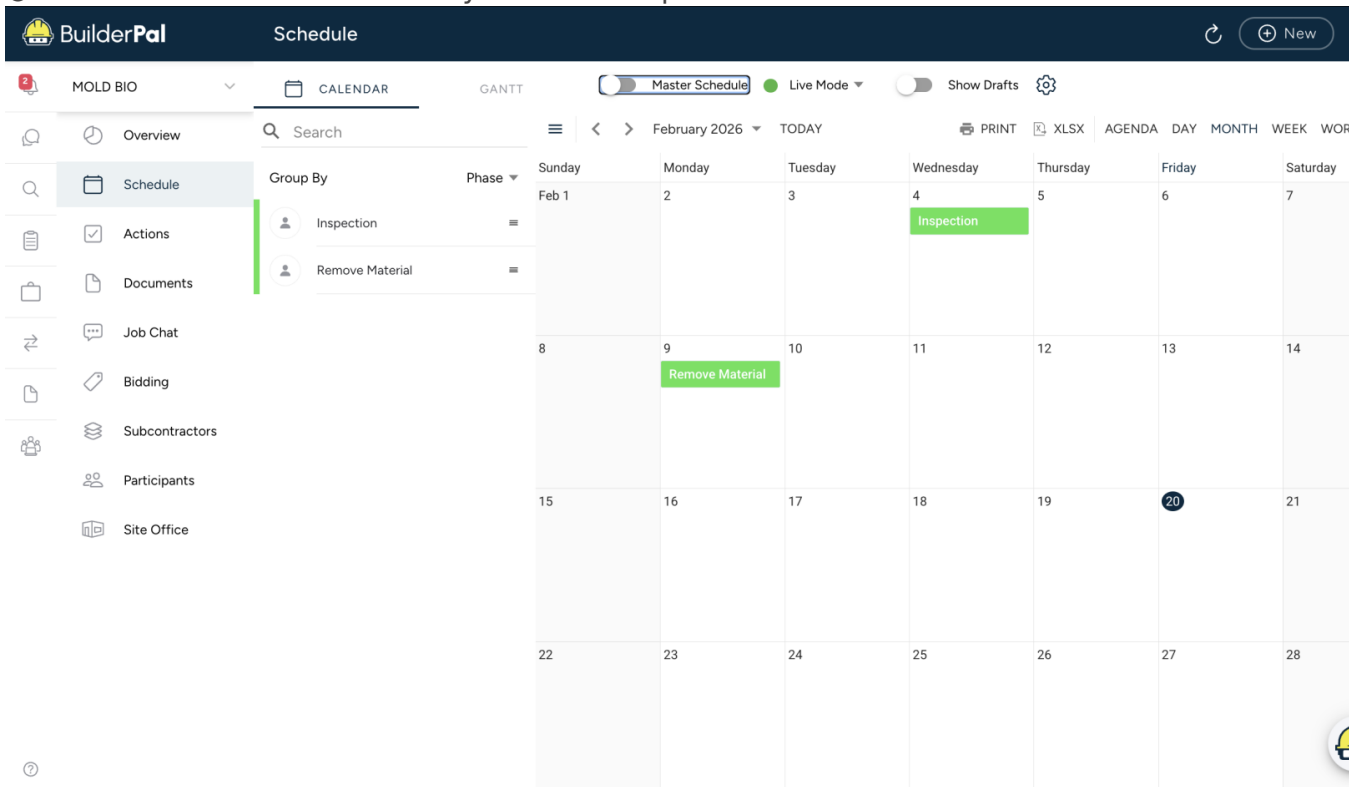 BuilderPal
Schedule
New
2
MOLD BIO
CALENDAR
GANTT
Master Schedule
Live Mode
Show Drafts
Overview
Schedule
Actions
Documents
Job Chat
Bidding
Subcontractors
Participants
Site Office
Search
Group By Phase
Inspection
Remove Material
February 2026 TODAY PRINT XLSX AGENDA DAY MONTH WEEK WOR
Sunday Monday Tuesday Wednesday Thursday Friday Saturday
Feb 1 2 3 4 5 6 7
Inspection
8 9 10 11 12 13 14
Remove Material
15 16 17 18 19 20 21
22 23 24 25 26 27 28